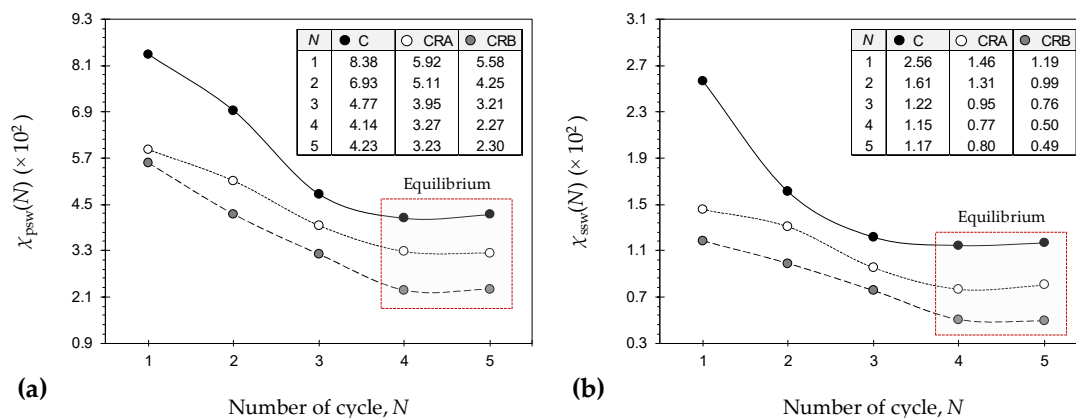 9.3
8.1
6.9
5.7
4.5
3.3
2.1
0.9
χpsw(N) (× 10²)
N C CRA CRB
1 8.38 5.92 5.58
2 6.93 5.11 4.25
3 4.77 3.95 3.21
4 4.14 3.27 2.27
5 4.23 3.23 2.30
Equilibrium
1 2 3 4 5
(a)
Number of cycle, N
3.1
2.7
2.3
1.9
1.5
1.1
0.7
0.3
χssw(N) (× 10²)
N C CRA CRB
1 2.56 1.46 1.19
2 1.61 1.31 0.99
3 1.22 0.95 0.76
4 1.15 0.77 0.50
5 1.17 0.80 0.49
Equilibrium
1 2 3 4 5
(b)
Number of cycle, N